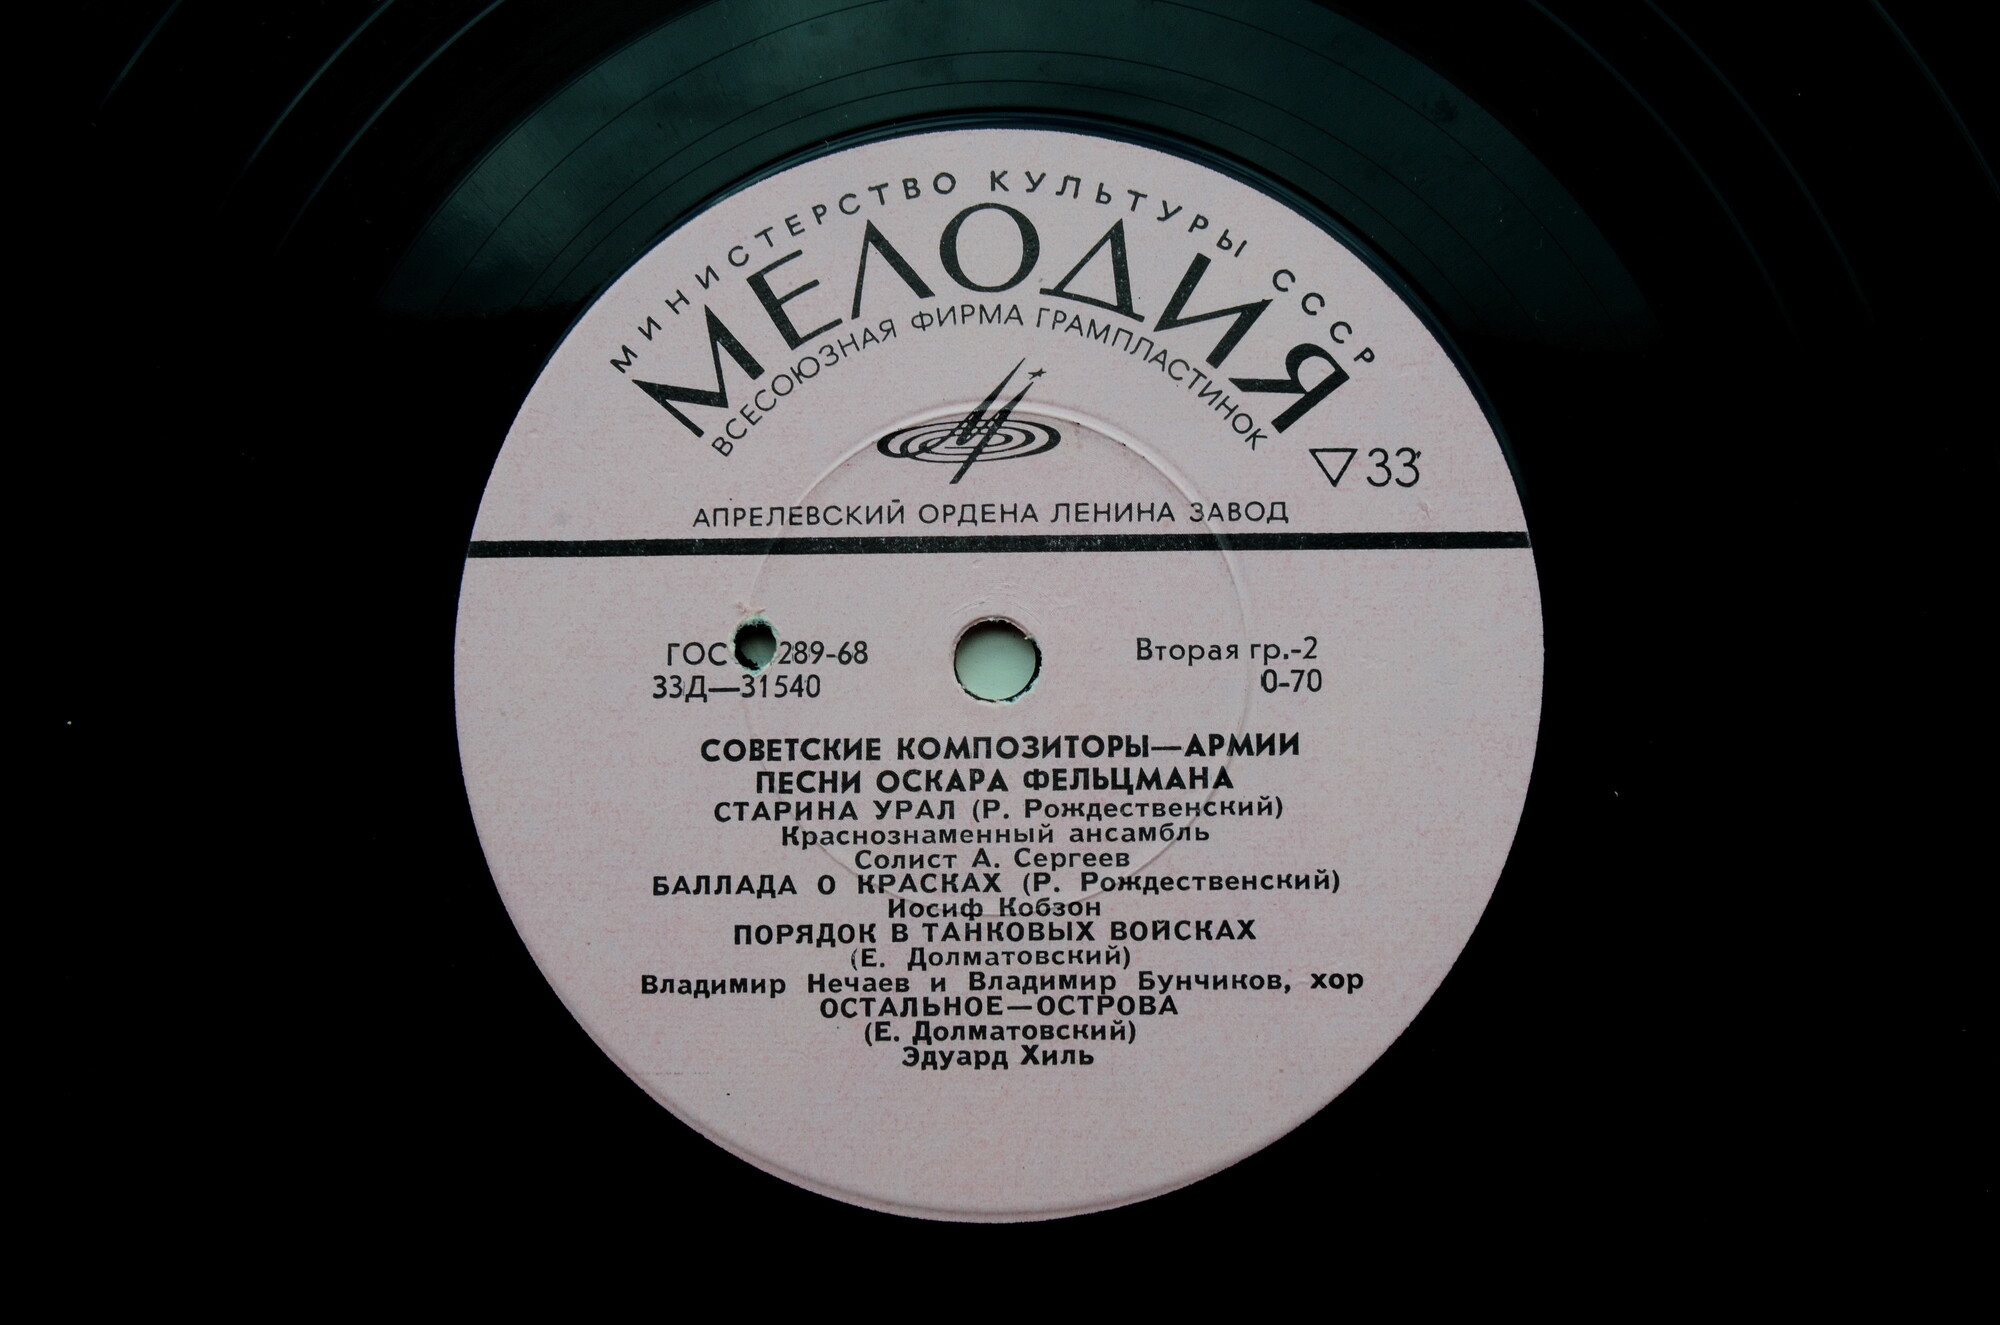 МИНИСТЕРСТВО КУЛЬТУРЫ СССР
МЕЛОДИЯ
ВСЕСОЮЗНАЯ ФИРМА ГРАМПЛАСТИНОК
▽33
АПРЕЛЕВСКИЙ ОРДЕНА ЛЕНИНА ЗАВОД
ГОС 289-68
33Д—31540
Вторая гр.-2
0-70
СОВЕТСКИЕ КОМПОЗИТОРЫ—АРМИИ
ПЕСНИ ОСКАРА ФЕЛЬЦМАНА
СТАРИНА УРАЛ (Р. Рождественский)
Краснознаменный ансамбль
Солист А. Сергеев
БАЛЛАДА О КРАСКАХ (Р. Рождественский)
Иосиф Кобзон
ПОРЯДОК В ТАНКОВЫХ ВОЙСКАХ
(Е. Долматовский)
Владимир Нечаев и Владимир Бунчиков, хор
ОСТАЛЬНОЕ—ОСТРОВА
(Е. Долматовский)
Эдуард Хиль